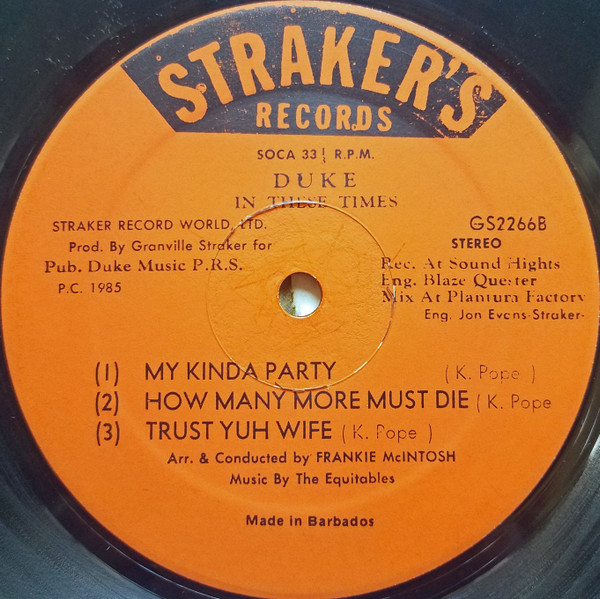 STRAKER'S
RECORDS
SOCA 33⅓ R.P.M.
DUKE
IN THESE TIMES
STRAKER RECORD WORLD, LTD.
Prod. By Granville Straker for
Pub. Duke Music P.R.S.
P.C. 1985
GS2266B
STEREO
Rec. At Sound Hights
Eng. Blaze Quester
Mix At Plantum Factory
Eng. Jon Evans-Straker
(1) MY KINDA PARTY (K. Pope)
(2) HOW MANY MORE MUST DIE (K. Pope
(3) TRUST YUH WIFE (K. Pope)
Arr. & Conducted by FRANKIE McINTOSH
Music By The Equitables
Made in Barbados